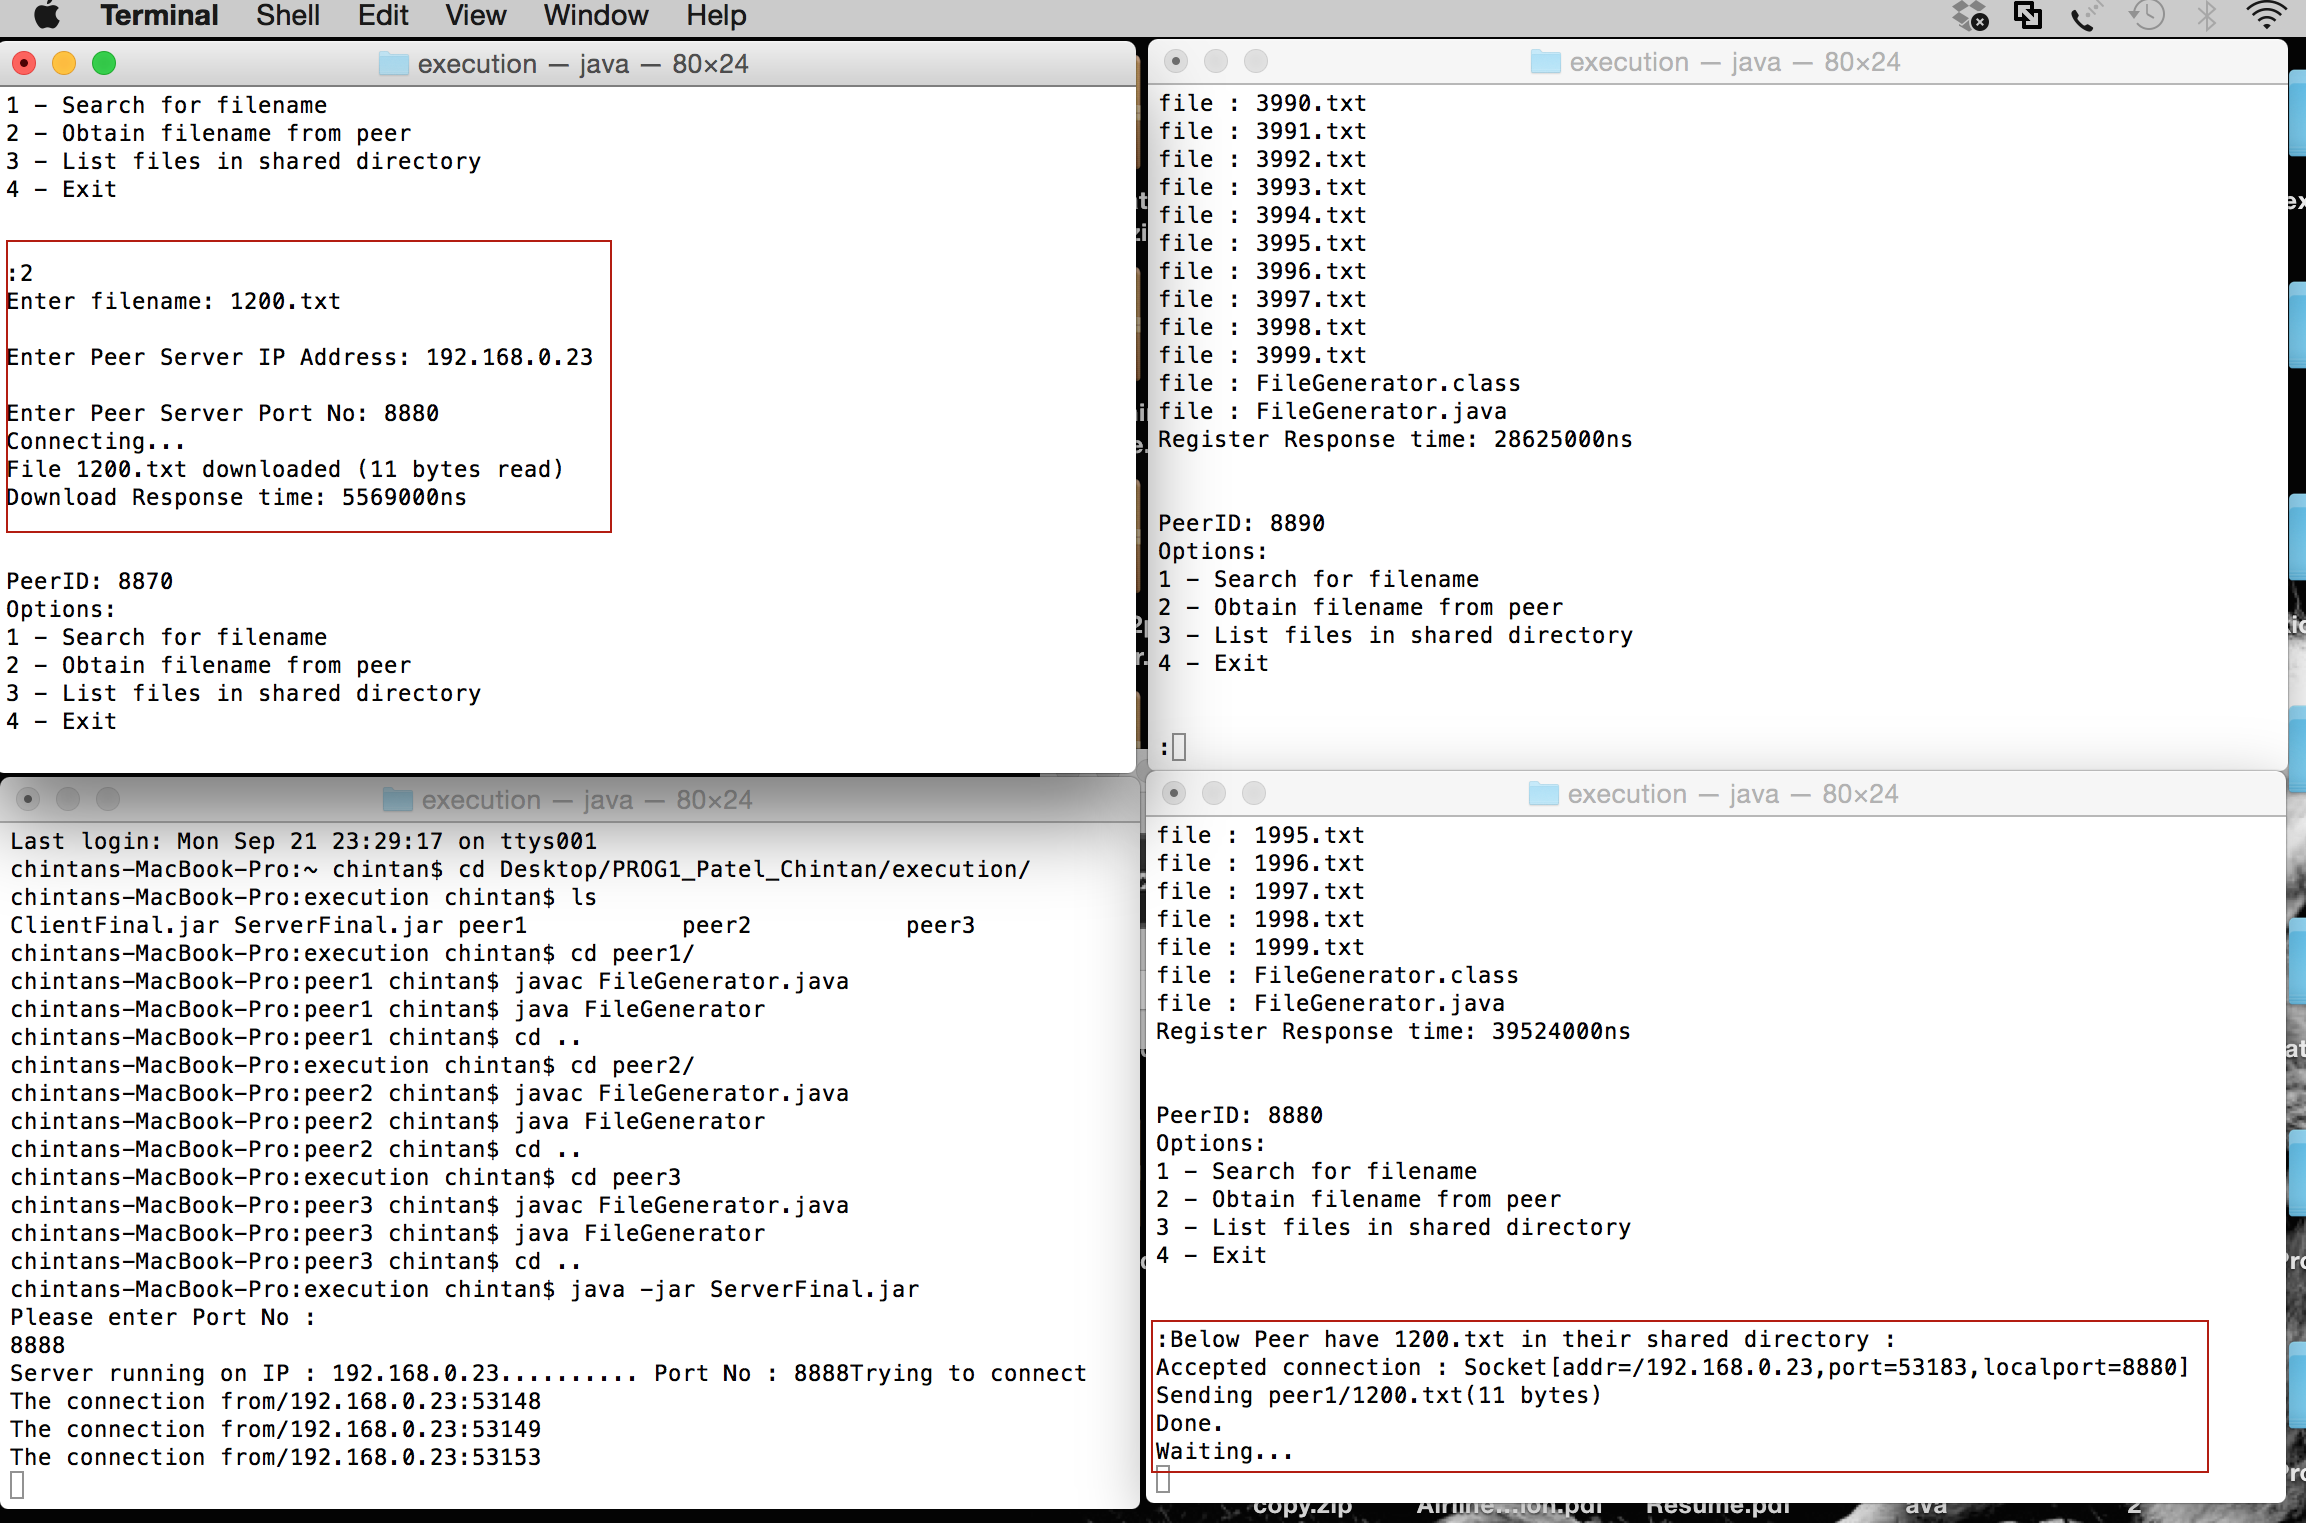 Terminal Shell Edit View Window Help
execution — java — 80×24
1 - Search for filename
2 - Obtain filename from peer
3 - List files in shared directory
4 - Exit
:2
Enter filename: 1200.txt
Enter Peer Server IP Address: 192.168.0.23
Enter Peer Server Port No: 8880
Connecting...
File 1200.txt downloaded (11 bytes read)
Download Response time: 5569000ns
PeerID: 8870
Options:
1 - Search for filename
2 - Obtain filename from peer
3 - List files in shared directory
4 - Exit
execution — java — 80×24
file : 3990.txt
file : 3991.txt
file : 3992.txt
file : 3993.txt
file : 3994.txt
file : 3995.txt
file : 3996.txt
file : 3997.txt
file : 3998.txt
file : 3999.txt
file : FileGenerator.class
file : FileGenerator.java
Register Response time: 28625000ns
PeerID: 8890
Options:
1 - Search for filename
2 - Obtain filename from peer
3 - List files in shared directory
4 - Exit
:
execution — java — 80×24
Last login: Mon Sep 21 23:29:17 on ttys001
chintans-MacBook-Pro:~ chintan$ cd Desktop/PROG1_Patel_Chintan/execution/
chintans-MacBook-Pro:execution chintan$ ls
ClientFinal.jar ServerFinal.jar peer1 peer2 peer3
chintans-MacBook-Pro:execution chintan$ cd peer1/
chintans-MacBook-Pro:peer1 chintan$ javac FileGenerator.java
chintans-MacBook-Pro:peer1 chintan$ java FileGenerator
chintans-MacBook-Pro:peer1 chintan$ cd ..
chintans-MacBook-Pro:execution chintan$ cd peer2/
chintans-MacBook-Pro:peer2 chintan$ javac FileGenerator.java
chintans-MacBook-Pro:peer2 chintan$ java FileGenerator
chintans-MacBook-Pro:peer2 chintan$ cd ..
chintans-MacBook-Pro:execution chintan$ cd peer3
chintans-MacBook-Pro:peer3 chintan$ javac FileGenerator.java
chintans-MacBook-Pro:peer3 chintan$ java FileGenerator
chintans-MacBook-Pro:peer3 chintan$ cd ..
chintans-MacBook-Pro:execution chintan$ java -jar ServerFinal.jar
Please enter Port No :
8888
Server running on IP : 192.168.0.23.......... Port No : 8888Trying to connect
The connection from/192.168.0.23:53148
The connection from/192.168.0.23:53149
The connection from/192.168.0.23:53153
execution — java — 80×24
file : 1995.txt
file : 1996.txt
file : 1997.txt
file : 1998.txt
file : 1999.txt
file : FileGenerator.class
file : FileGenerator.java
Register Response time: 39524000ns
PeerID: 8880
Options:
1 - Search for filename
2 - Obtain filename from peer
3 - List files in shared directory
4 - Exit
:Below Peer have 1200.txt in their shared directory :
Accepted connection : Socket[addr=/192.168.0.23,port=53183,localport=8880]
Sending peer1/1200.txt(11 bytes)
Done.
Waiting...
copy.zip Airline...ion.pdf Resume.pdf ava 2